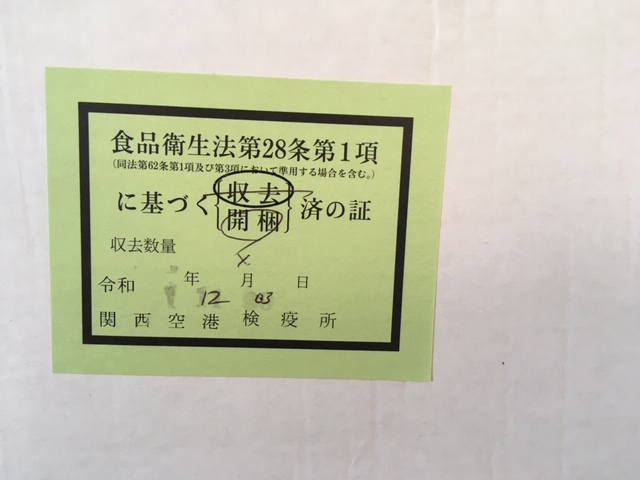 食品衛生法第28条第1項
(同法第62条第1項及び第3項において準用する場合を含む。)
に基づく{収去 開梱}済の証
収去数量
令和 年 月 日
12 03
関西空港検疫所